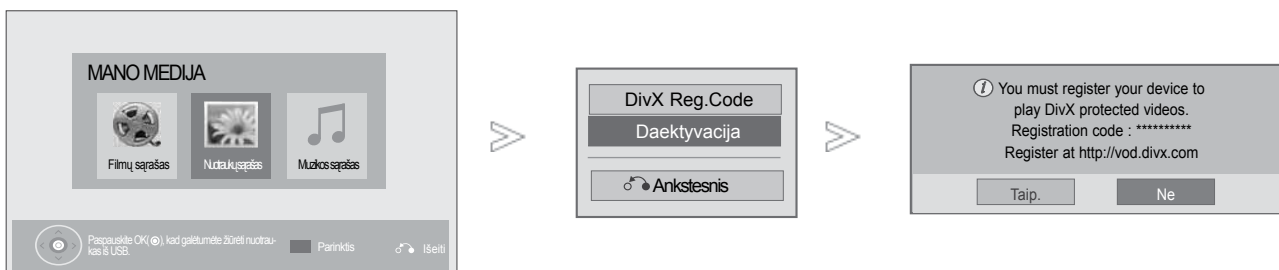 MANO MEDIJA
Filmų sąrašas
Nuotraukų sąrašas
Muzikos sąrašas
Paspauskite OK(◉), kad galėtumėte žiūrėti nuotrau-
kas iš USB.
Parinktis
Išeiti
DivX Reg.Code
Daektyvacija
Ankstesnis
You must register your device to
play DivX protected videos.
Registration code : **********
Register at http://vod.divx.com
Taip.
Ne